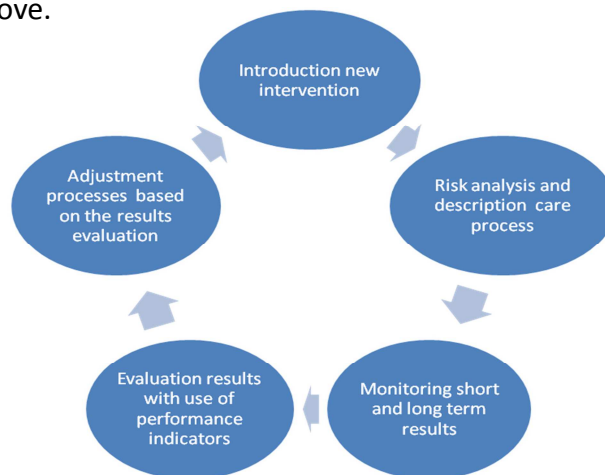 ove.
Introduction new
intervention
Risk analysis and
description care
process
Monitoring short
and long term
results
Evaluation results
with use of
performance
indicators
Adjustment
processes based
on the results
evaluation